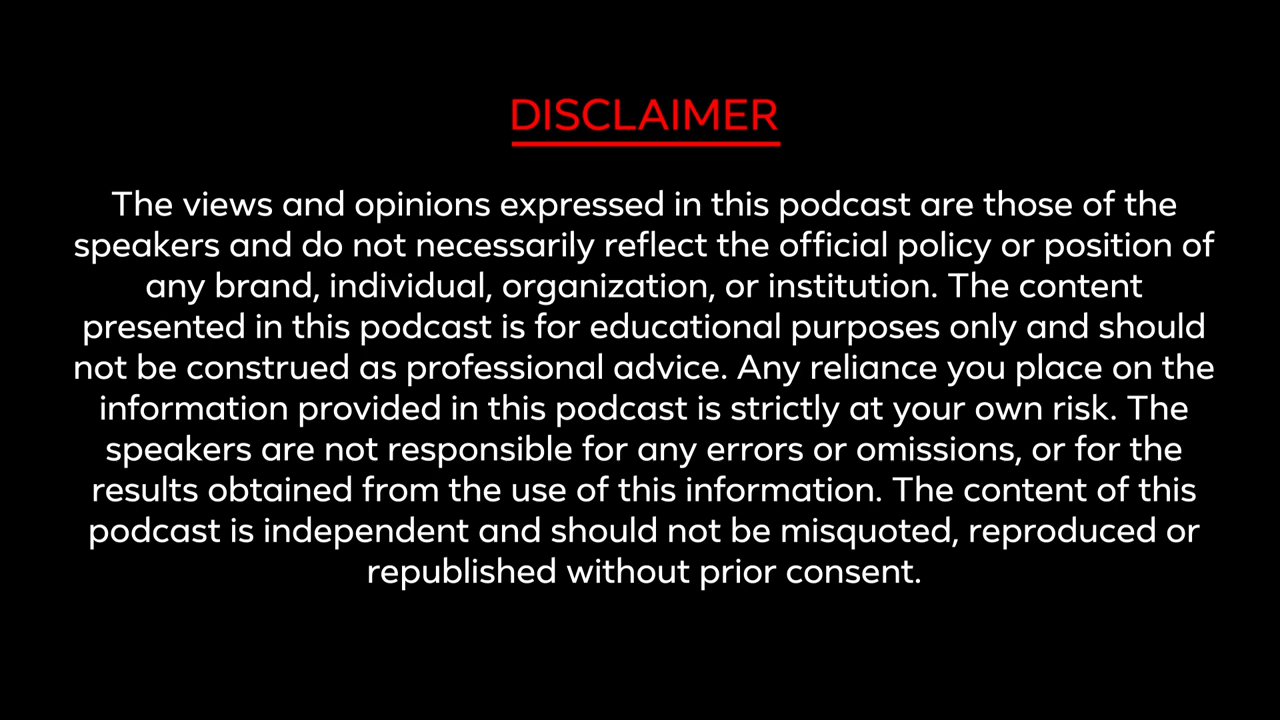 DISCLAIMER
The views and opinions expressed in this podcast are those of the
speakers and do not necessarily reflect the official policy or position of
any brand, individual, organization, or institution. The content
presented in this podcast is for educational purposes only and should
not be construed as professional advice. Any reliance you place on the
information provided in this podcast is strictly at your own risk. The
speakers are not responsible for any errors or omissions, or for the
results obtained from the use of this information. The content of this
podcast is independent and should not be misquoted, reproduced or
republished without prior consent.